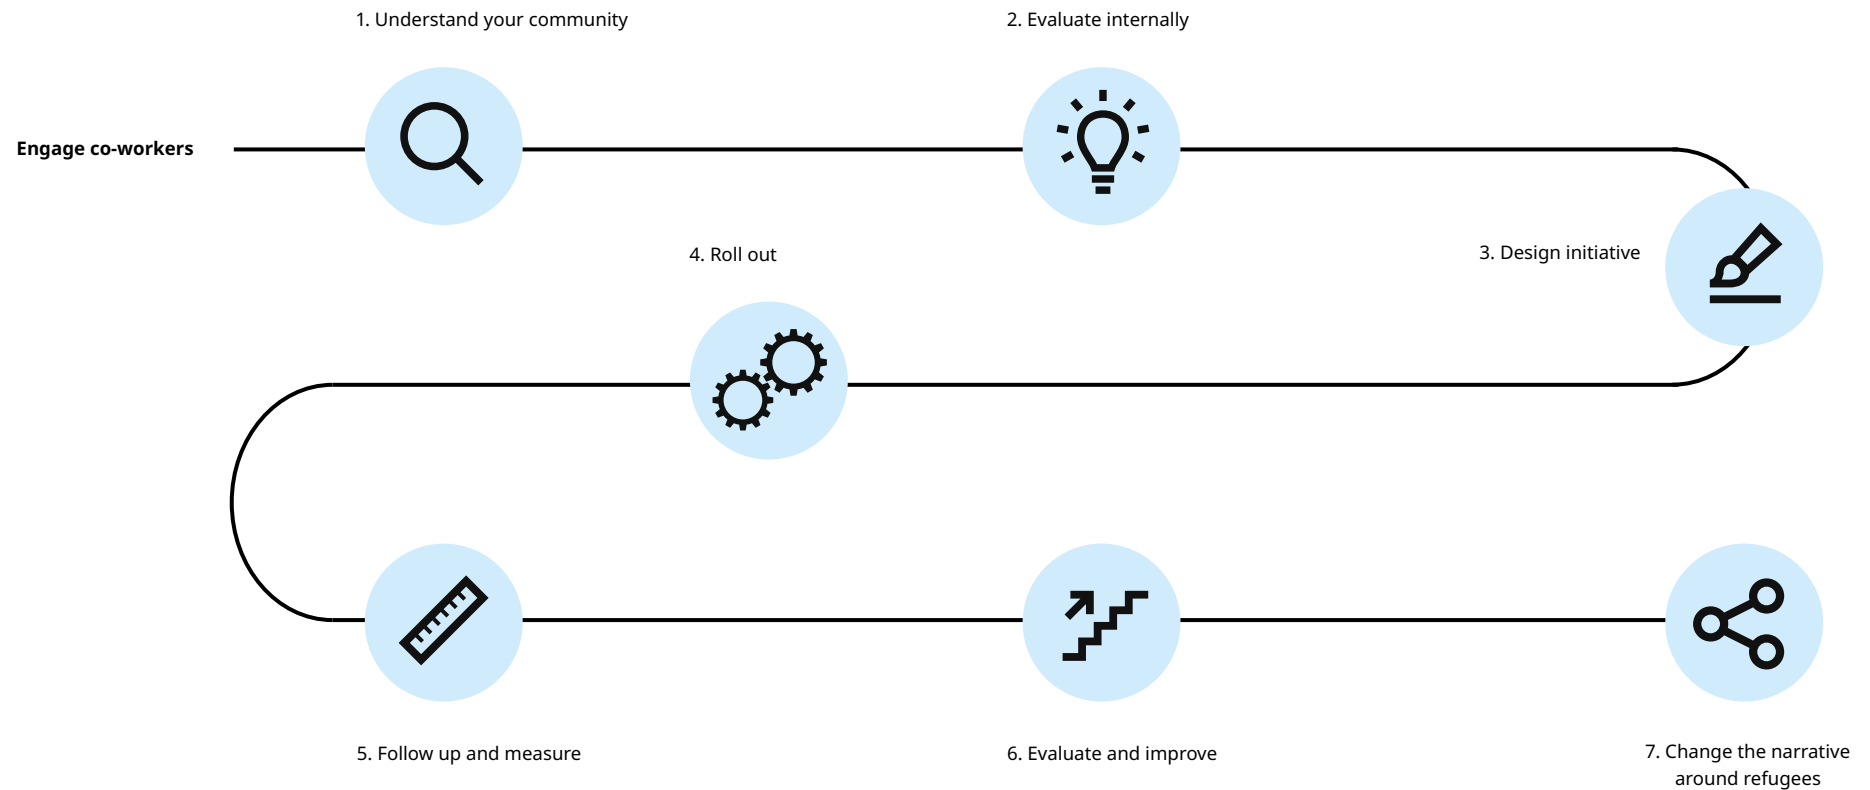 1. Understand your community
2. Evaluate internally
Engage co-workers
3. Design initiative
4. Roll out
5. Follow up and measure
6. Evaluate and improve
7. Change the narrative
around refugees